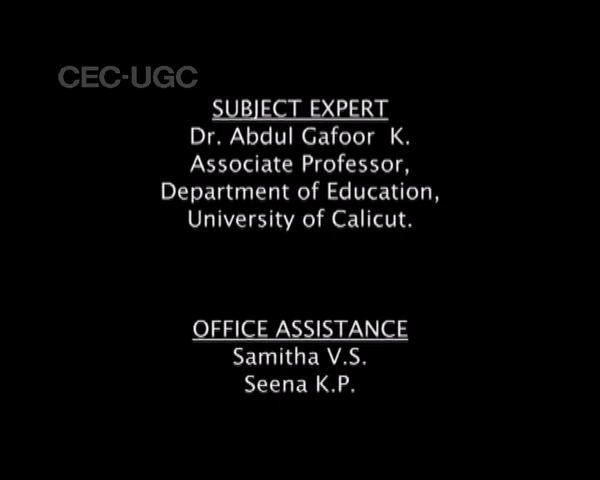 CEC-UGC
SUBJECT EXPERT
Dr. Abdul Gafoor K.
Associate Professor,
Department of Education,
University of Calicut.
OFFICE ASSISTANCE
Samitha V.S.
Seena K.P.